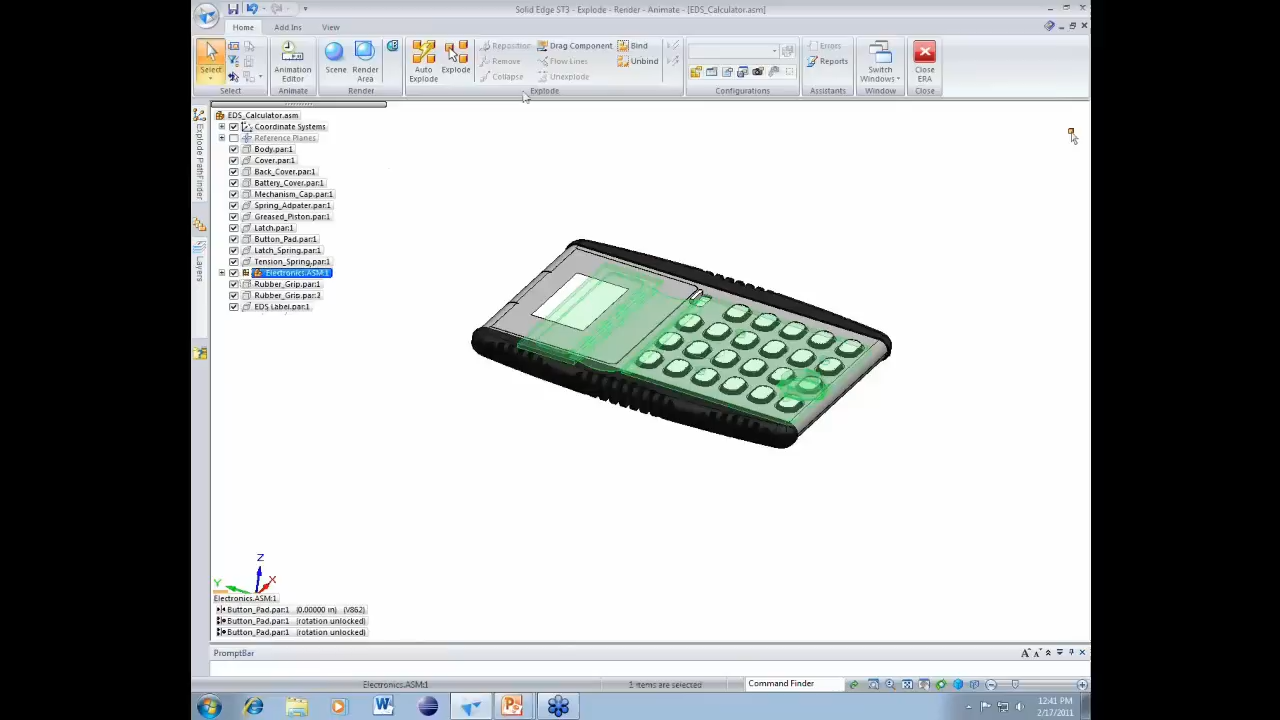 Solid Edge ST3 - Explode - Render - Animate - [EDS_Calculator.asm]
Home Add Ins View
Select
Animation Editor
Scene
Render Area
Auto Explode
Explode
Reposition
Remove
Collapse
Drag Component
Flow Lines
Unexplode
Bind
Unbind
Errors
Reports
Switch Windows
Close ERA
Select Animate Render Explode Configurations Assistants Window Close
Explode PathFinder
Layers
EDS_Calculator.asm
Coordinate Systems
Reference Planes
Body.par:1
Cover.par:1
Back_Cover.par:1
Battery_Cover.par:1
Mechanism_Cap.par:1
Spring_Adpater.par:1
Greased_Piston.par:1
Latch.par:1
Button_Pad.par:1
Latch_Spring.par:1
Tension_Spring.par:1
Electronics.ASM:1
Rubber_Grip.par:1
Rubber_Grip.par:2
EDS Label.par:1
Z
Y X
Electronics.ASM:1
Button_Pad.par:1 (0.00000 in) (V862)
Button_Pad.par:1 (rotation unlocked)
Button_Pad.par:1 (rotation unlocked)
PromptBar
Electronics.ASM:1 1 items are selected Command Finder
12:41 PM
2/17/2011